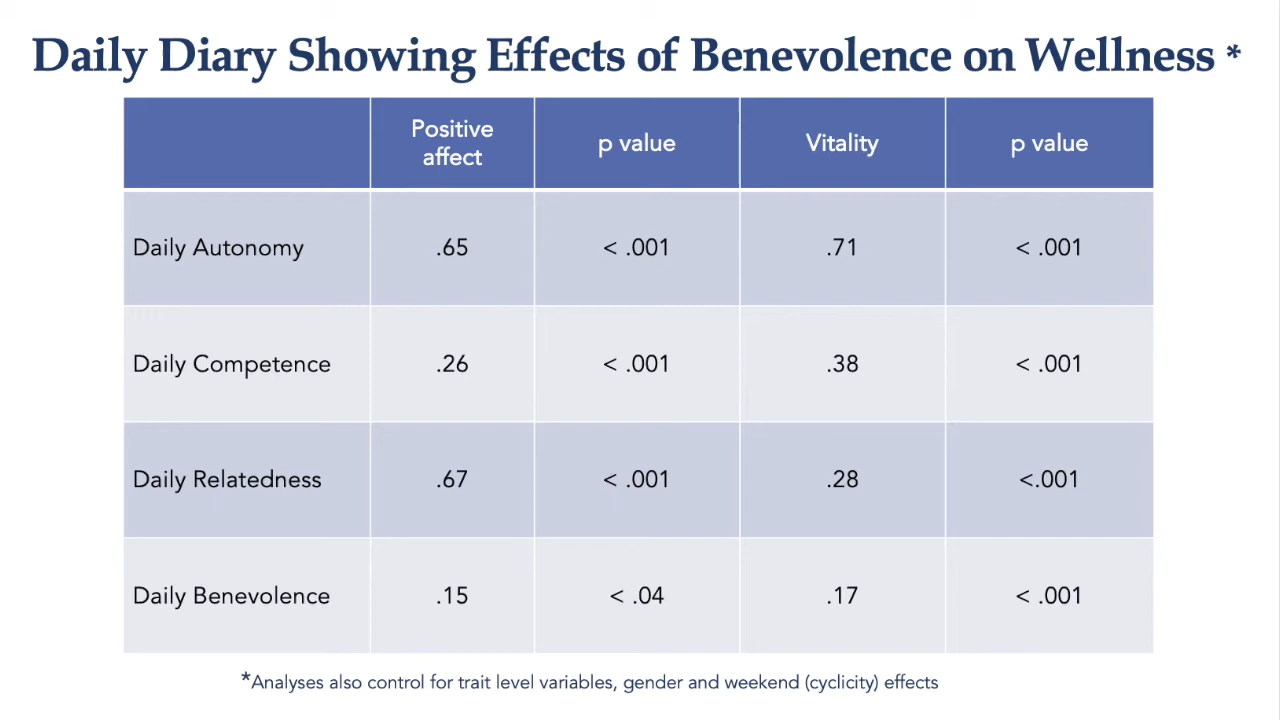 Daily Diary Showing Effects of Benevolence on Wellness *
Positive
affect
p value
Vitality
p value
Daily Autonomy .65 < .001 .71 < .001
Daily Competence .26 < .001 .38 < .001
Daily Relatedness .67 < .001 .28 <.001
Daily Benevolence .15 < .04 .17 < .001
*Analyses also control for trait level variables, gender and weekend (cyclicity) effects